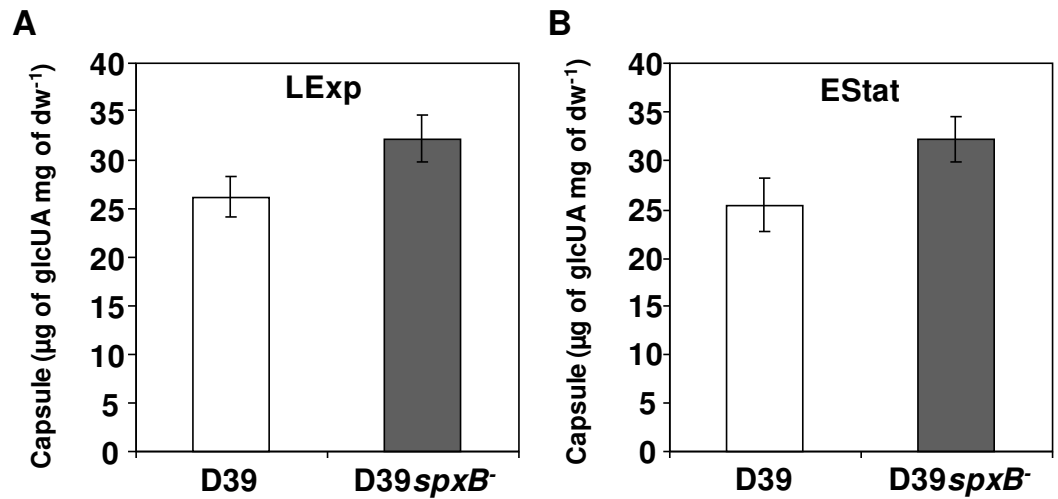 A
Capsule (µg of glcUA mg of dw⁻¹)
40
35
30
25
20
15
10
5
0
LExp
D39
D39spxB⁻
B
Capsule (µg of glcUA mg of dw⁻¹)
40
35
30
25
20
15
10
5
0
EStat
D39
D39spxB⁻